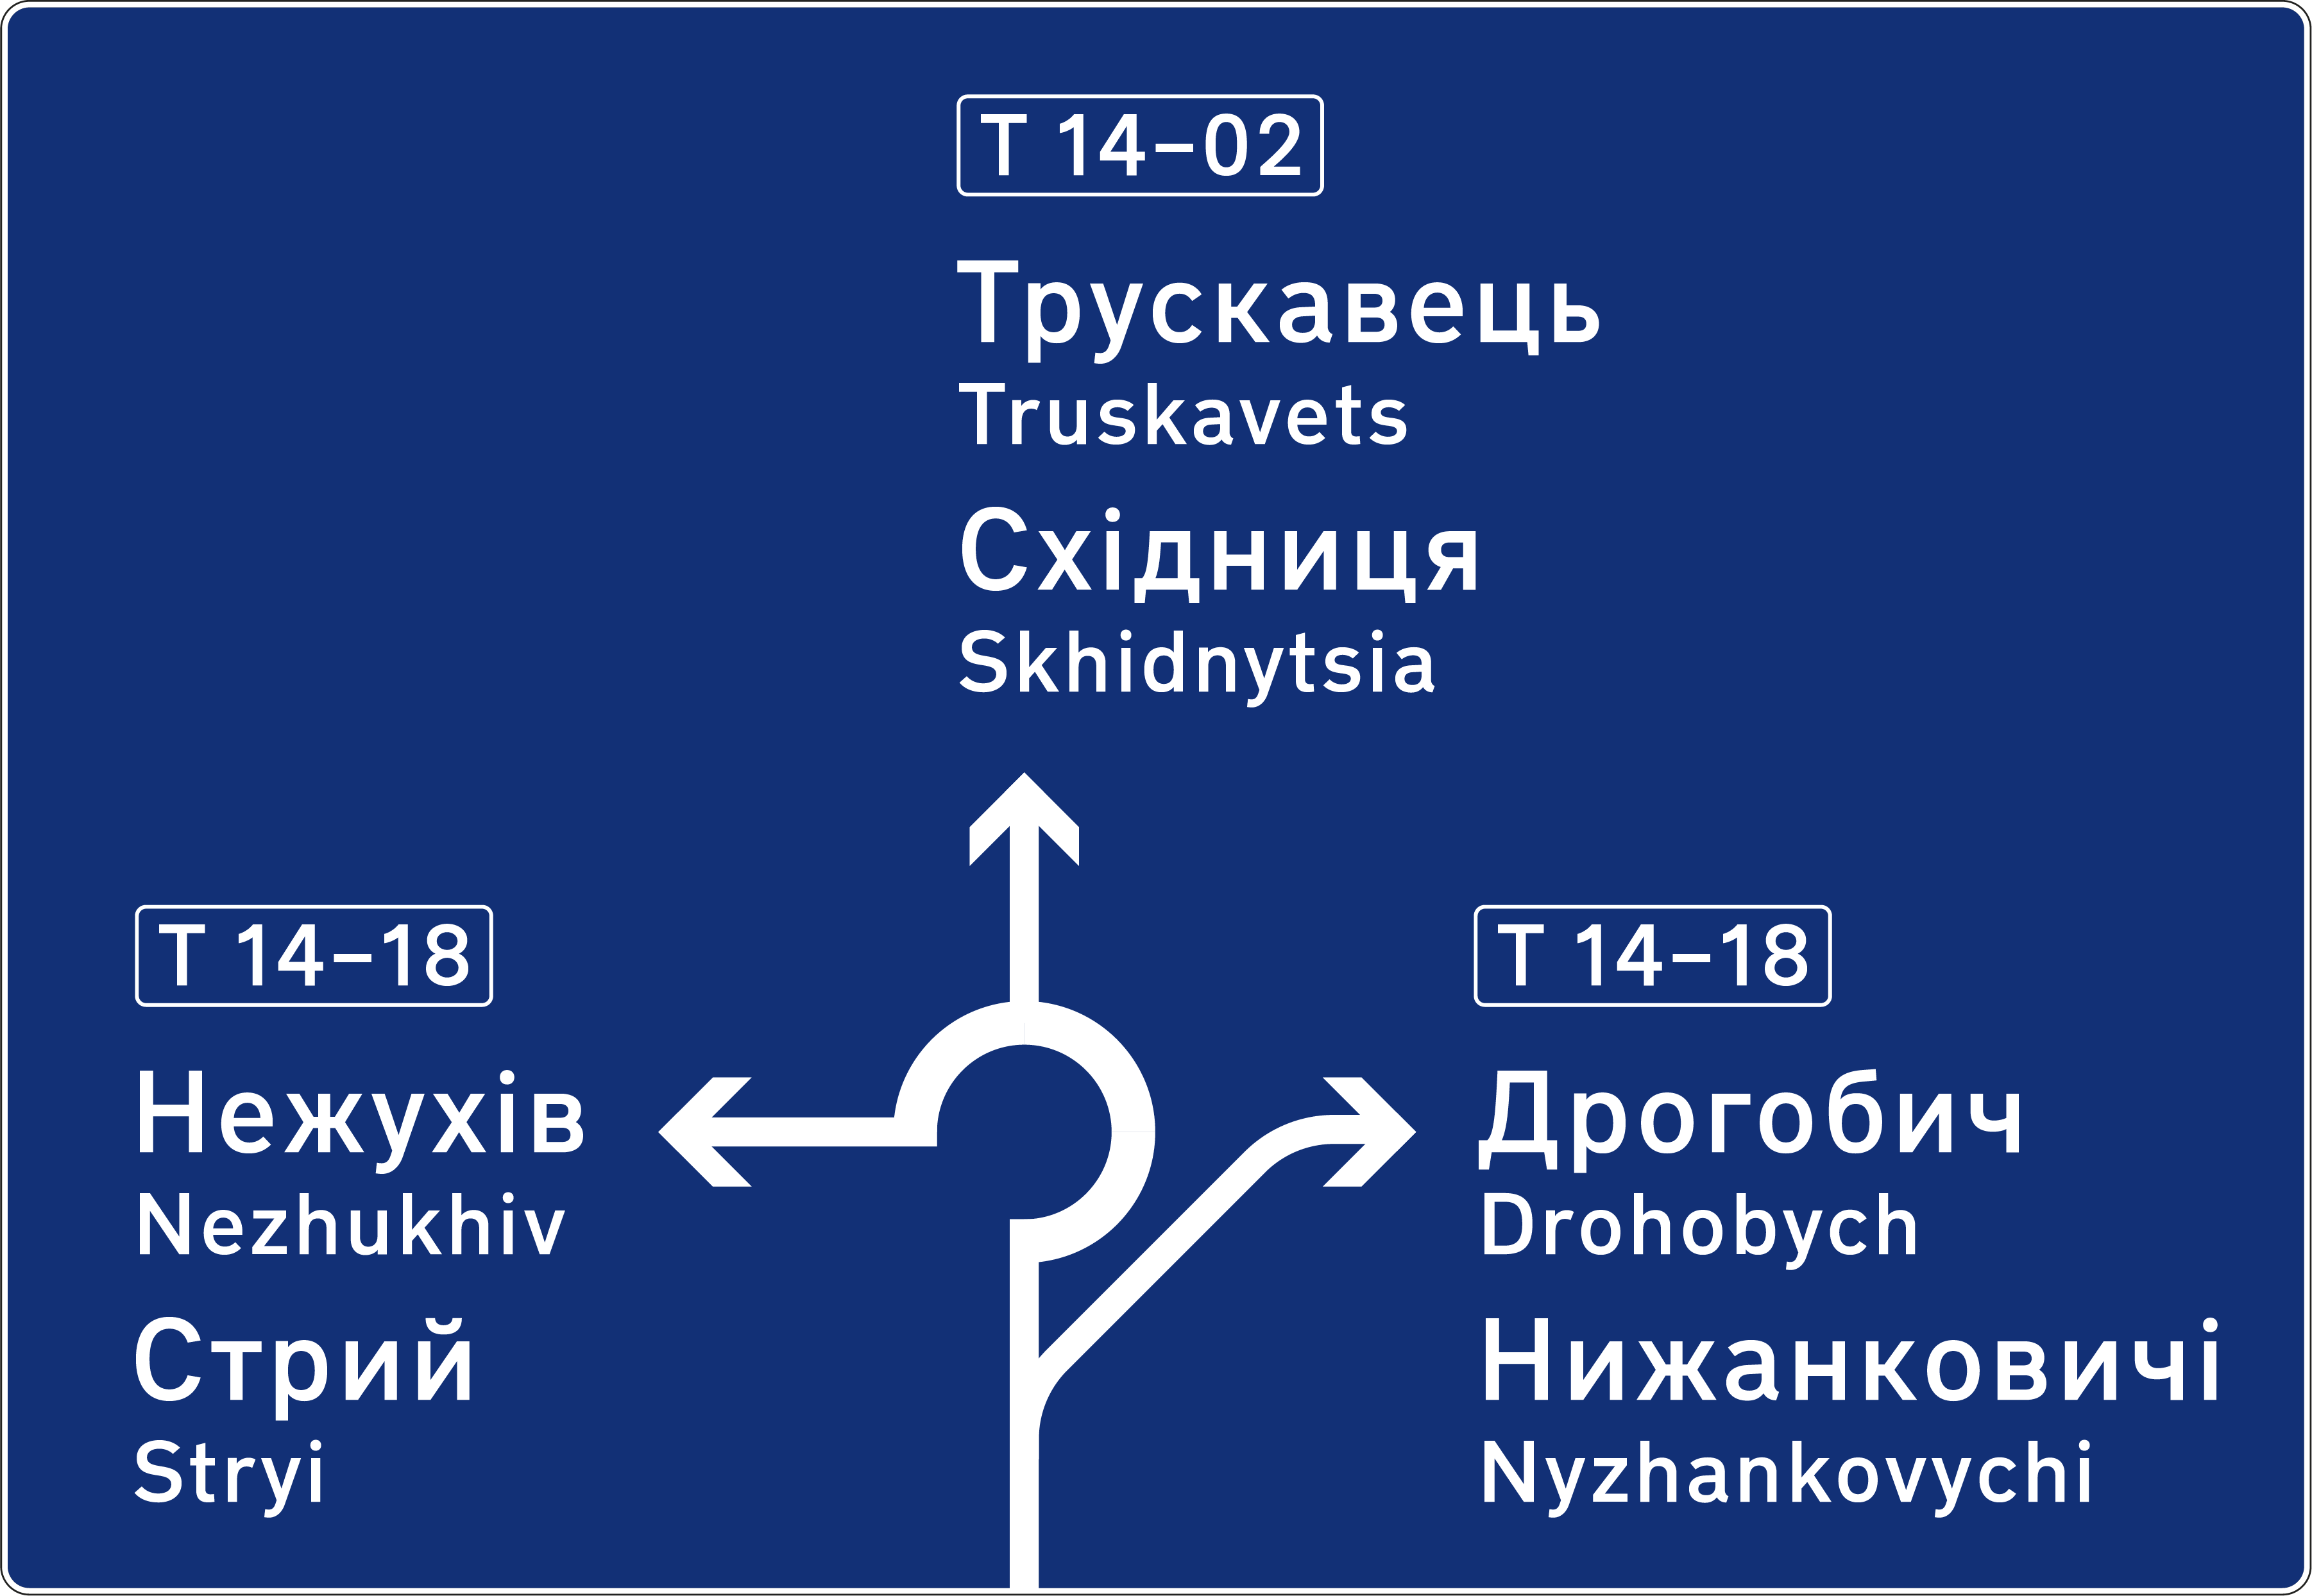 Т 14–02
Трускавець
Truskavets
Східниця
Skhidnytsia
Т 14–18
Нежухів
Nezhukhiv
Стрий
Stryi
Т 14–18
Дрогобич
Drohobych
Нижанковичі
Nyzhankovychi